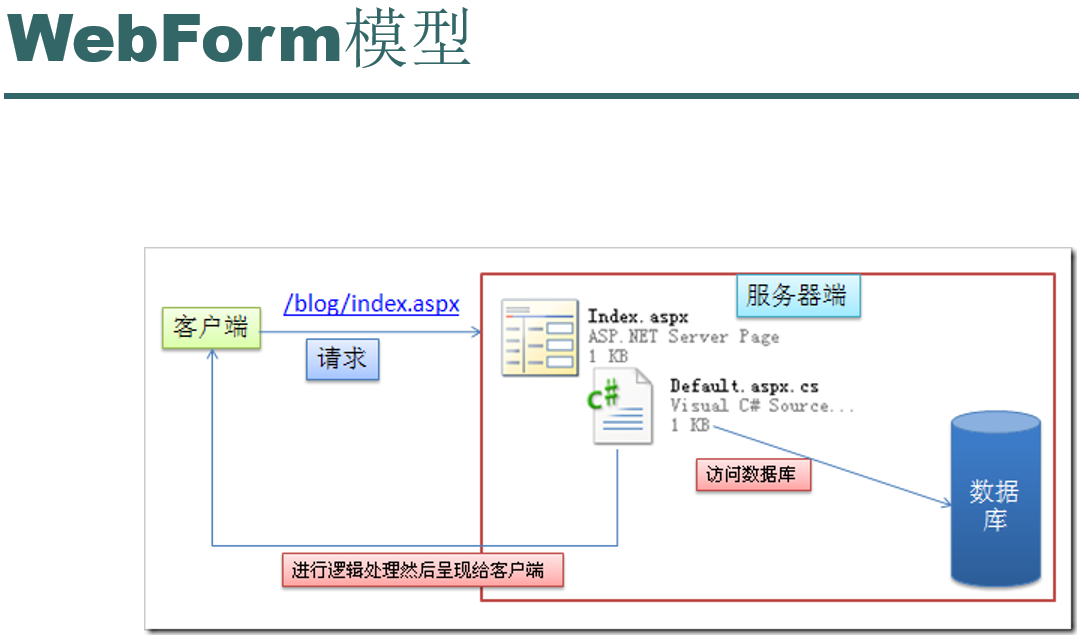 WebForm模型
/blog/index.aspx
客户端
请求
服务器端
Index.aspx
ASP.NET Server Page
1 KB
C#
Default.aspx.cs
Visual C# Source...
1 KB
访问数据库
数据
库
进行逻辑处理然后呈现给客户端